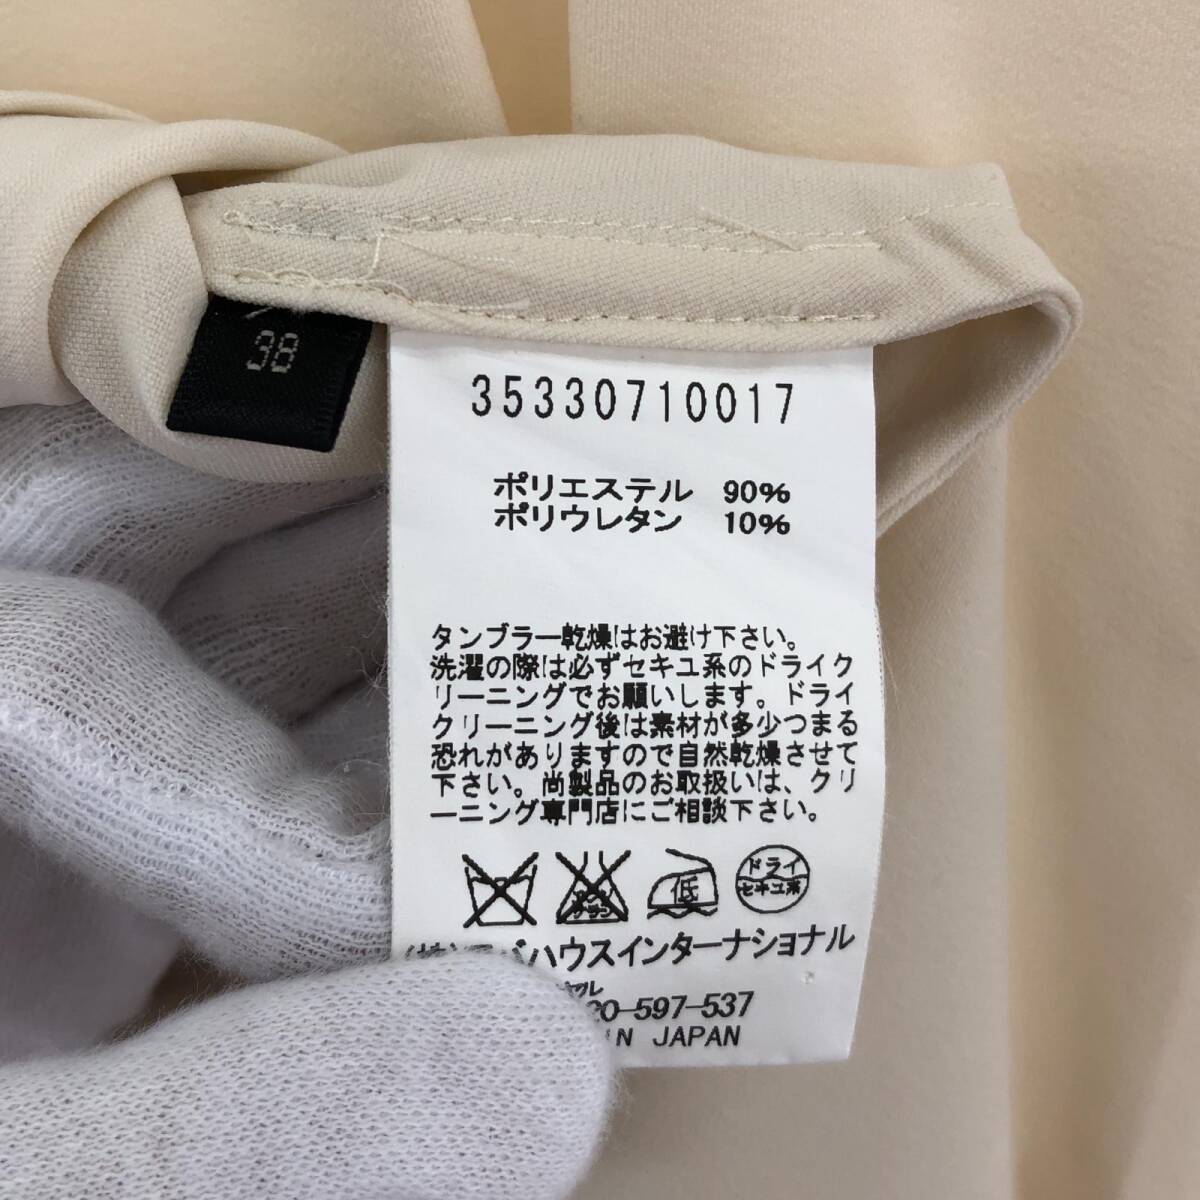 38
35330710017
ポリエステル 90%
ポリウレタン 10%
タンブラー乾燥はお避け下さい。
洗濯の際は必ずセキユ系のドライク
リーニングでお願いします。ドライ
クリーニング後は素材が多少つまる
恐れがありますので自然乾燥させて
下さい。尚製品のお取扱いは、クリ
ーニング専門店にご相談下さい。
低
ドライ
セキユ系
バハウスインターナショナル
20-597-537
IN JAPAN